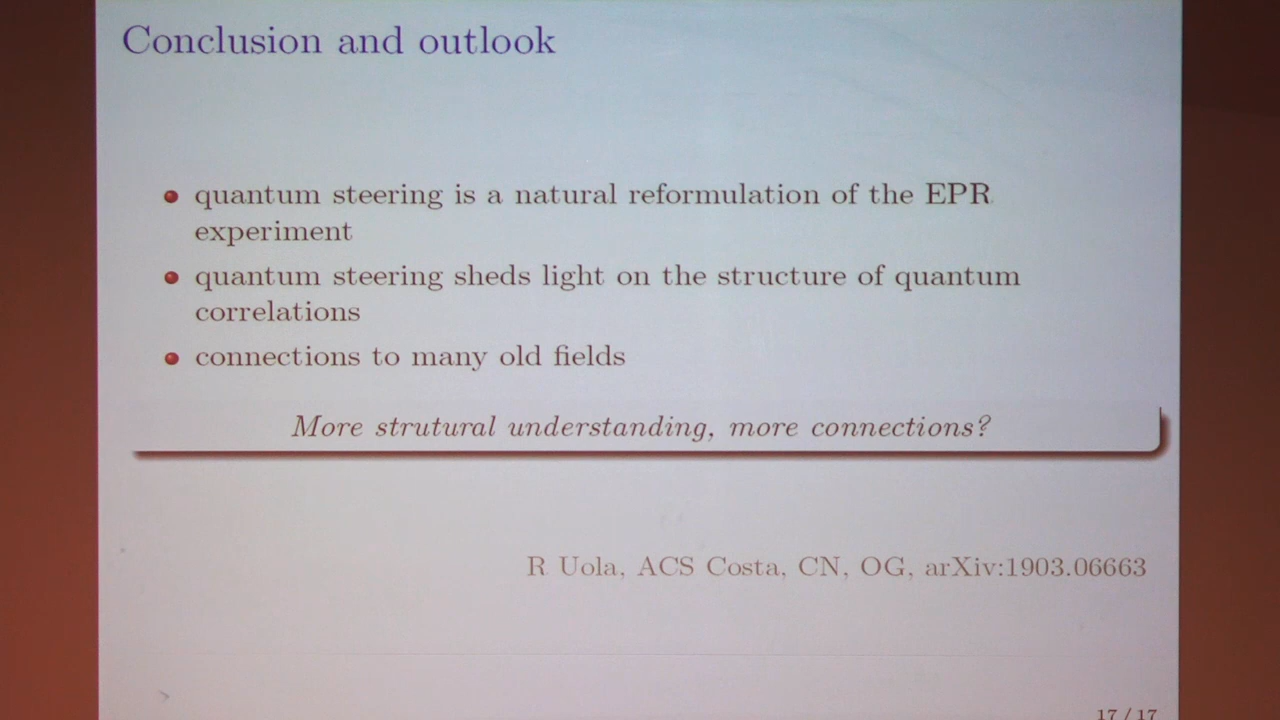 Conclusion and outlook
quantum steering is a natural reformulation of the EPR
experiment
quantum steering sheds light on the structure of quantum
correlations
connections to many old fields
More strutural understanding, more connections?
R Uola, ACS Costa, CN, OG, arXiv:1903.06663
17 / 17